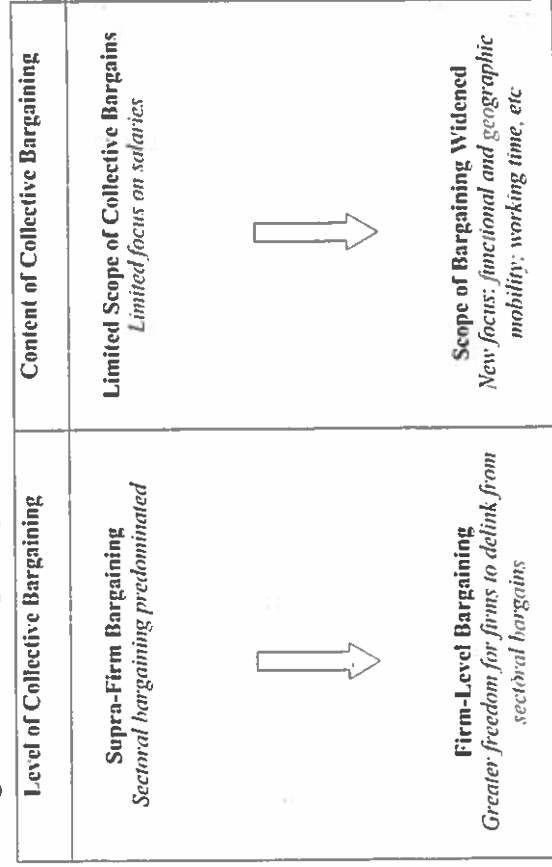 Level of Collective Bargaining
Content of Collective Bargaining
Supra-Firm Bargaining
Sectoral bargaining predominated
Limited Scope of Collective Bargains
Limited focus on salaries
Firm-Level Bargaining
Greater freedom for firms to delink from
sectoral bargains
Scope of Bargaining Widened
New focus: functional and geographic
mobility; working time, etc